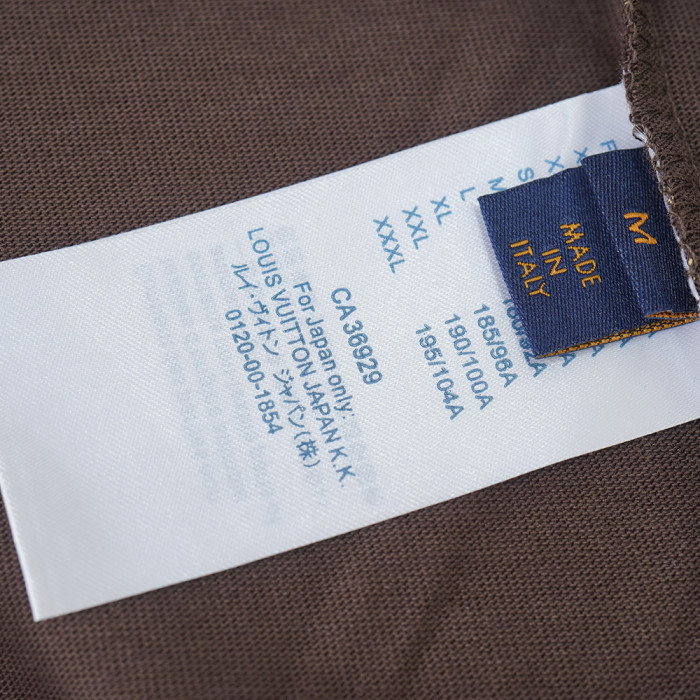 M
MADE
IN
ITALY
S
M
L
XL
XXL
XXXL
185/96A
190/100A
195/104A
CA 36929
For Japan only:
LOUIS VUITTON JAPAN K.K.
ルイ・ヴィトン ジャパン(株)
0120-00-1854